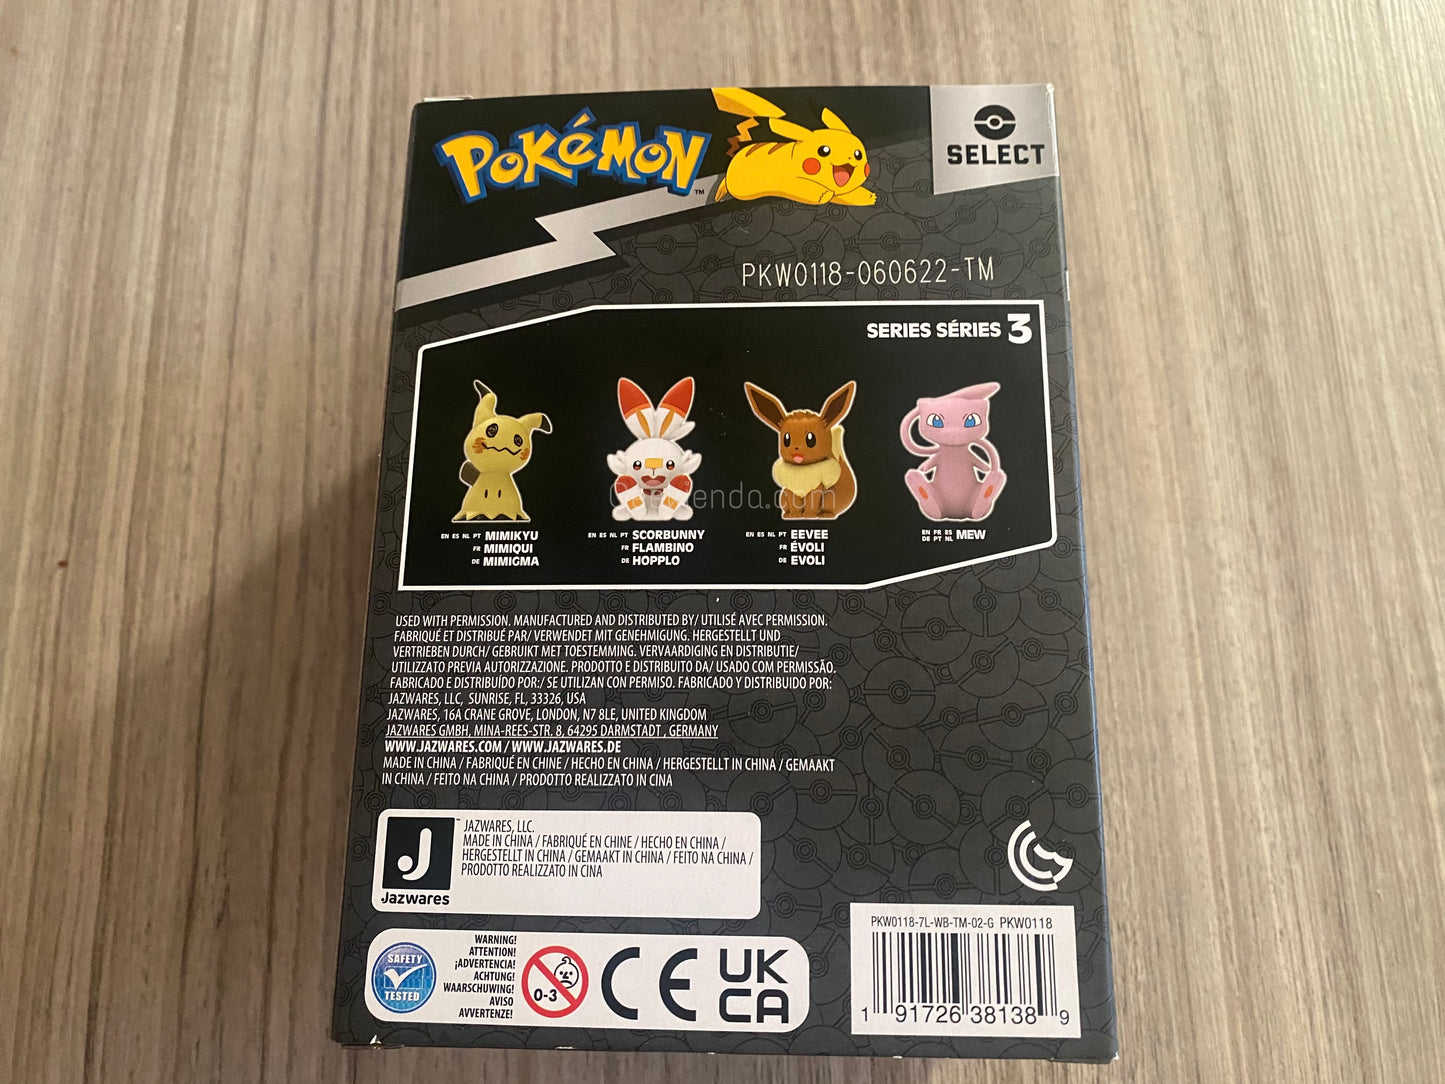 POKÉMON™
SELECT
PKW0118-060622-TM
SERIES SÉRIES 3
EN ES NL PT MIMIKYU
FR MIMIQUI
DE MIMIGMA
EN ES NL PT SCORBUNNY
FR FLAMBINO
DE HOPPLO
EN ES NL PT EEVEE
FR ÉVOLI
DE EVOLI
EN FR ES
DE PT NL MEW
USED WITH PERMISSION. MANUFACTURED AND DISTRIBUTED BY/ UTILISÉ AVEC PERMISSION.
FABRIQUÉ ET DISTRIBUÉ PAR/ VERWENDET MIT GENEHMIGUNG. HERGESTELLT UND
VERTRIEBEN DURCH/ GEBRUIKT MET TOESTEMMING. VERVAARDIGING EN DISTRIBUTIE/
UTILIZZATO PREVIA AUTORIZZAZIONE. PRODOTTO E DISTRIBUITO DA/ USADO COM PERMISSÃO.
FABRICADO E DISTRIBUÍDO POR:/ SE UTILIZAN CON PERMISO. FABRICADO Y DISTRIBUIDO POR:
JAZWARES, LLC, SUNRISE, FL, 33326, USA
JAZWARES, 16A CRANE GROVE, LONDON, N7 8LE, UNITED KINGDOM
JAZWARES GMBH, MINA-REES-STR. 8, 64295 DARMSTADT , GERMANY
WWW.JAZWARES.COM / WWW.JAZWARES.DE
MADE IN CHINA / FABRIQUÉ EN CHINE / HECHO EN CHINA / HERGESTELLT IN CHINA / GEMAAKT
IN CHINA / FEITO NA CHINA / PRODOTTO REALIZZATO IN CINA
J™
Jazwares
JAZWARES, LLC.
MADE IN CHINA / FABRIQUÉ EN CHINE / HECHO EN CHINA /
HERGESTELLT IN CHINA / GEMAAKT IN CHINA / FEITO NA CHINA /
PRODOTTO REALIZZATO IN CINA
SAFETY
TESTED
WARNING!
ATTENTION!
¡ADVERTENCIA!
ACHTUNG!
WAARSCHUWING!
AVISO
AVVERTENZE!
0-3
CE
UK
CA
PKW0118-7L-WB-TM-02-G PKW0118
1 91726 38138 9